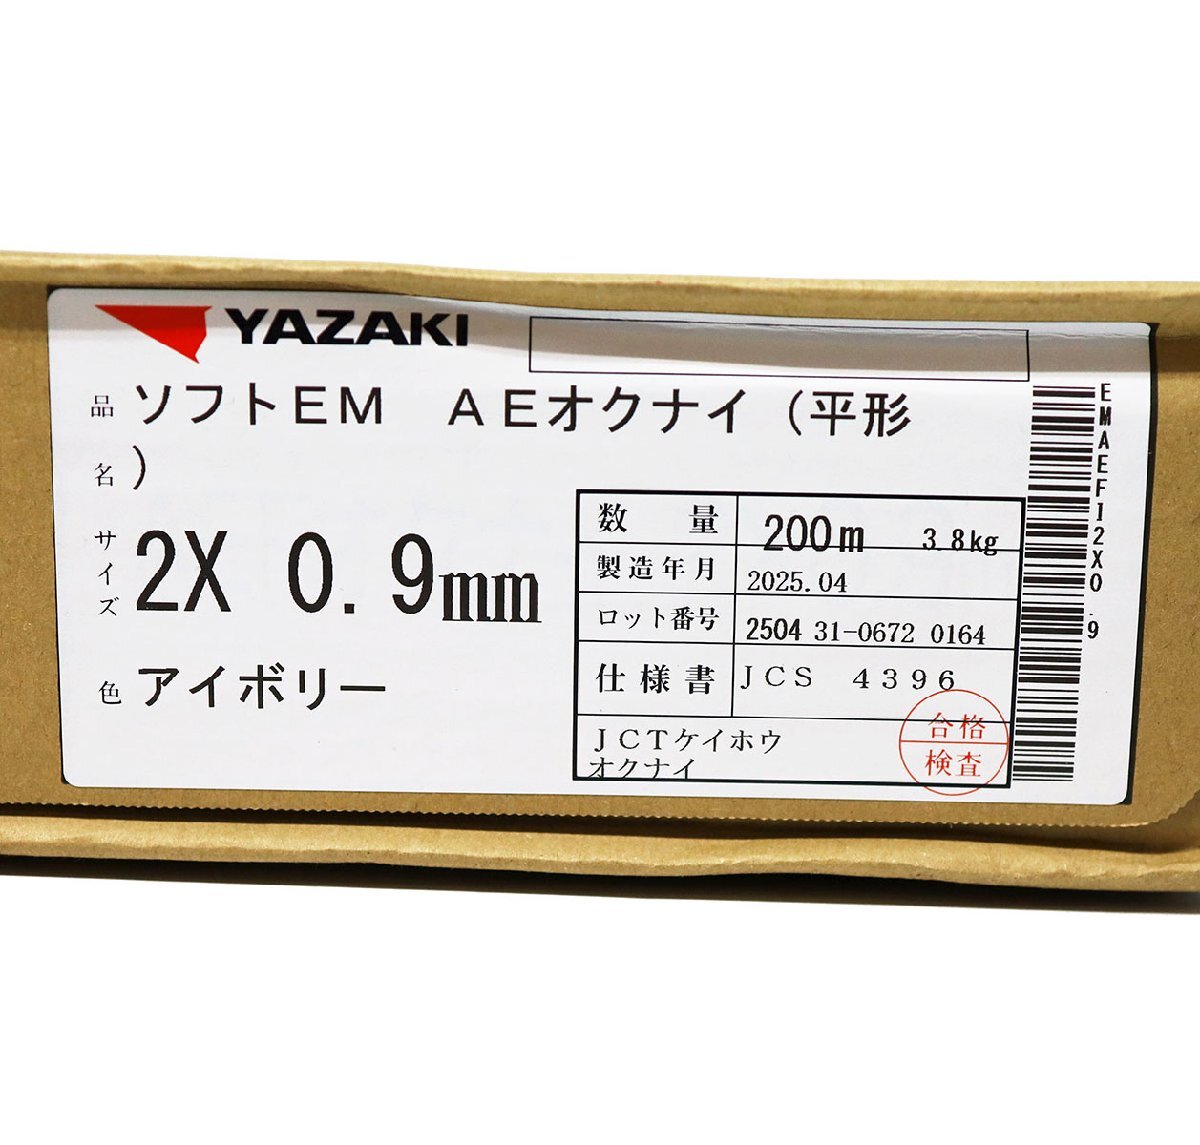 YAZAKI
品名 ソフトEM AEオクナイ（平形
）
サイズ 2X 0.9mm
色 アイボリー
数量 200m 3.8kg
製造年月 2025.04
ロット番号 2504 31-0672 0164
仕様書 JCS 4396
JCTケイホウ
オクナイ
合格
検査
EMAEFI2X0.9